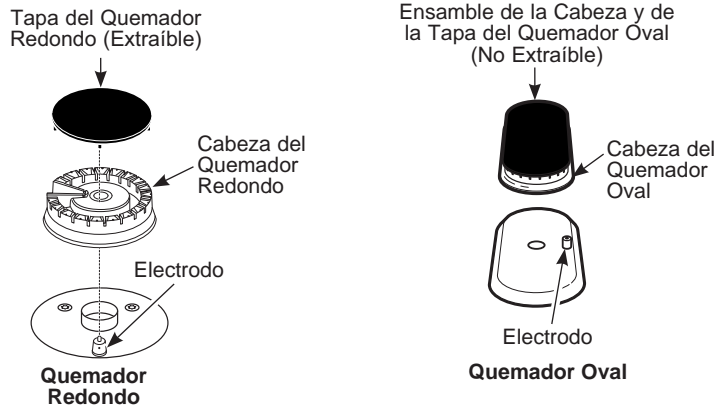 Tapa del Quemador
Redondo (Extraíble)
Cabeza del
Quemador
Redondo
Electrodo
Quemador
Redondo
Ensamble de la Cabeza y de
la Tapa del Quemador Oval
(No Extraíble)
Cabeza del
Quemador
Oval
Electrodo
Quemador Oval